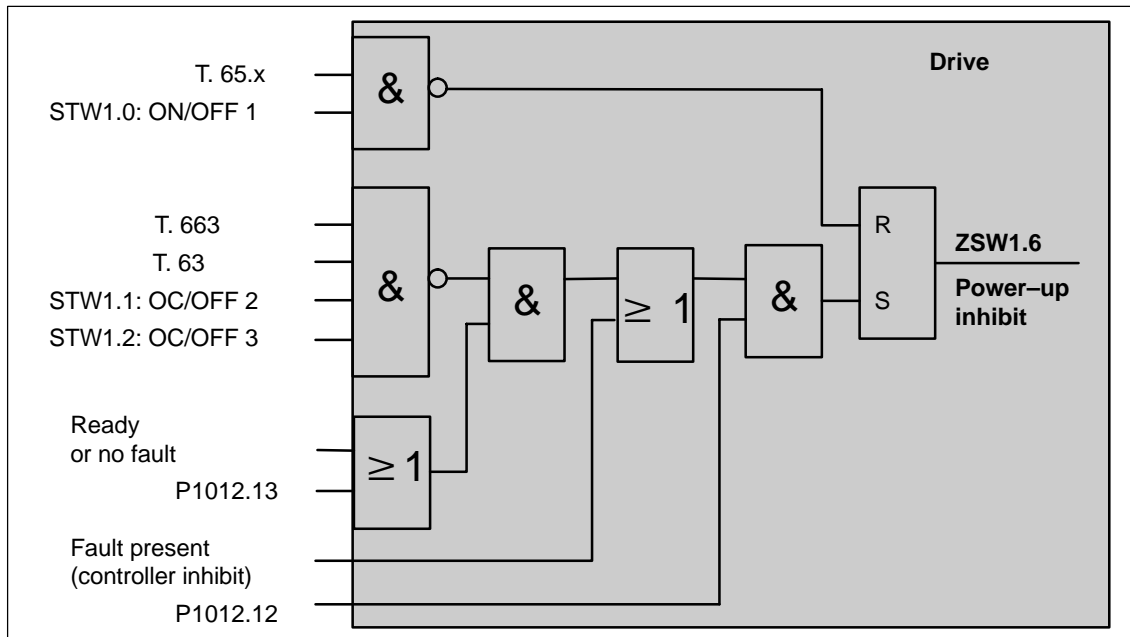 Drive
T. 65.x
&
STW1.0: ON/OFF 1
T. 663
T. 63
STW1.1: OC/OFF 2
STW1.2: OC/OFF 3
&
&
≥ 1
&
R
S
ZSW1.6
Power–up
inhibit
Ready
or no fault
P1012.13
≥ 1
Fault present
(controller inhibit)
P1012.12